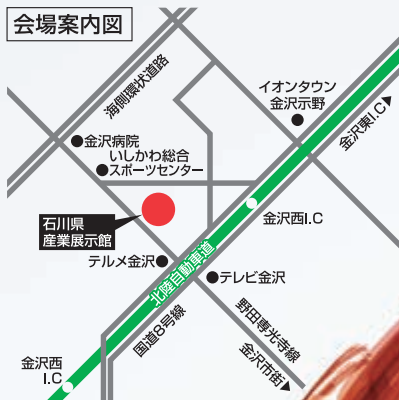 会場案内図
海側環状道路
イオンタウン
金沢示野
金沢東I.C▶
●金沢病院
いしかわ総合
●スポーツセンター
石川県
産業展示館
金沢西I.C
テルメ金沢●
北陸自動車道
●テレビ金沢
国道8号線
野田専光寺線
金沢市街▶
金沢西
I.C